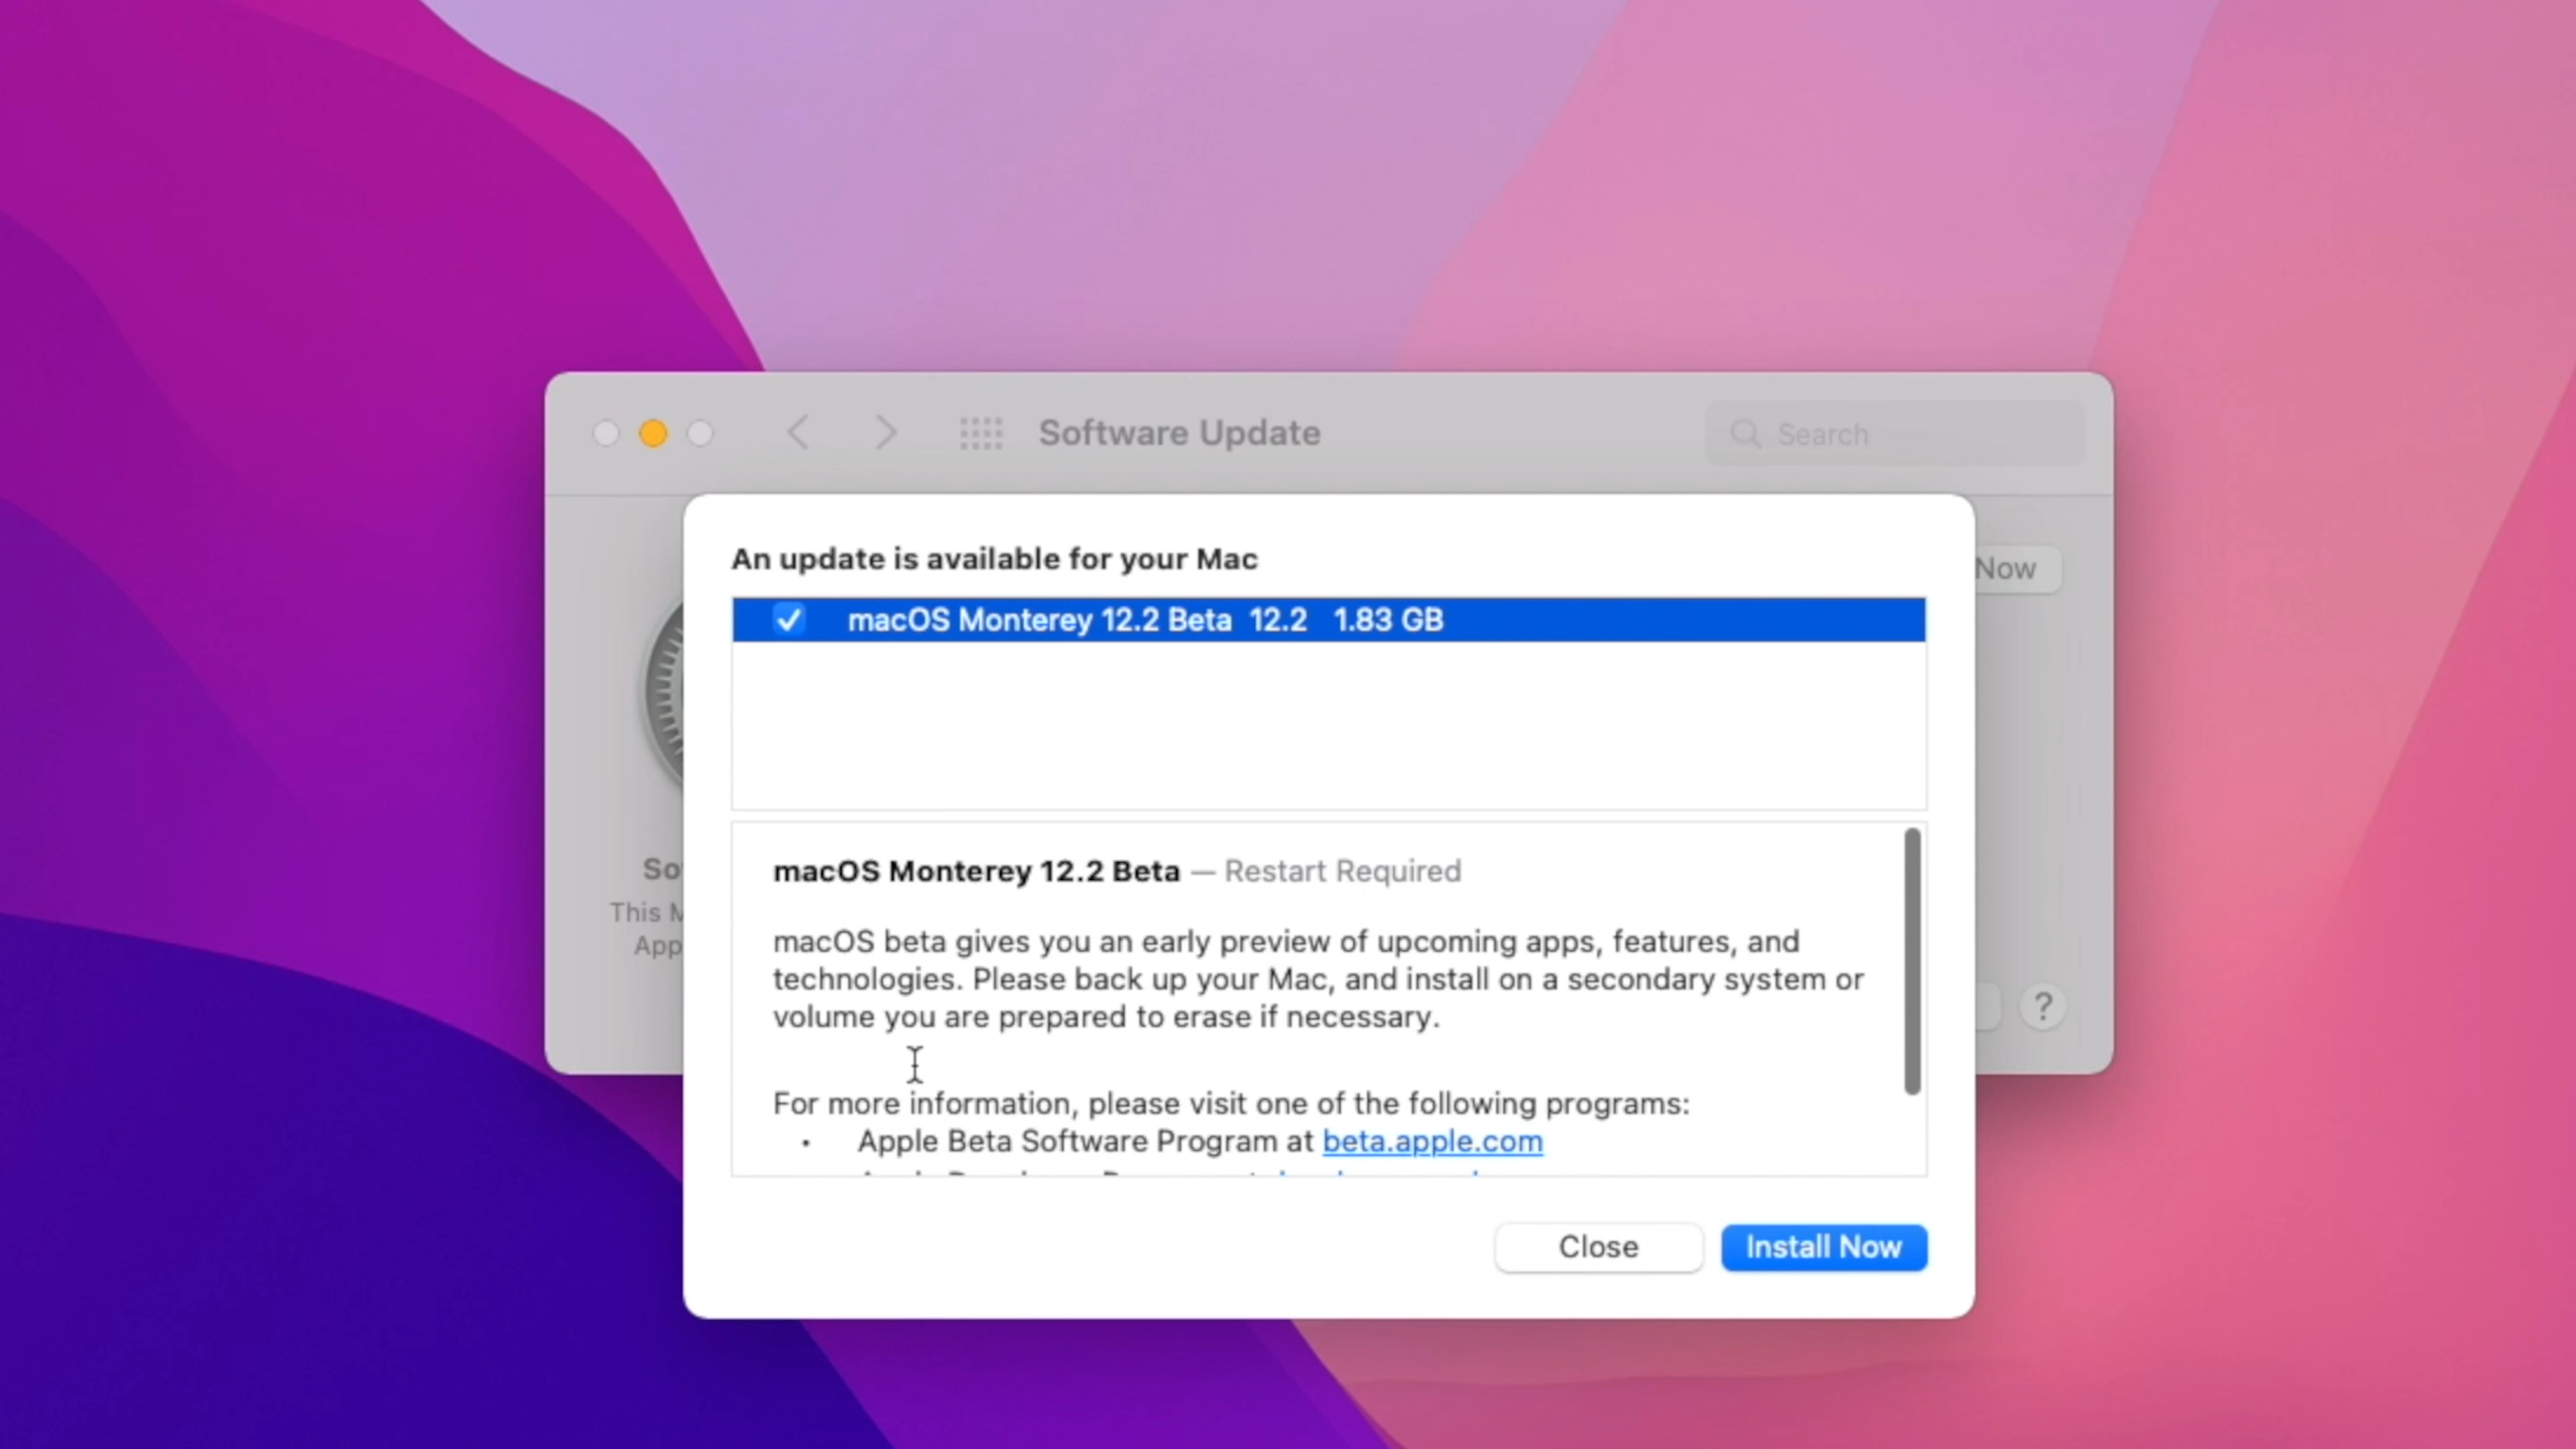 Software Update
Search
An update is available for your Mac
Now
macOS Monterey 12.2 Beta 12.2 1.83 GB
macOS Monterey 12.2 Beta — Restart Required
This
macOS beta gives you an early preview of upcoming apps, features, and
technologies. Please back up your Mac, and install on a secondary system or
volume you are prepared to erase if necessary.
?
For more information, please visit one of the following programs:
• Apple Beta Software Program at beta.apple.com
Close
Install Now